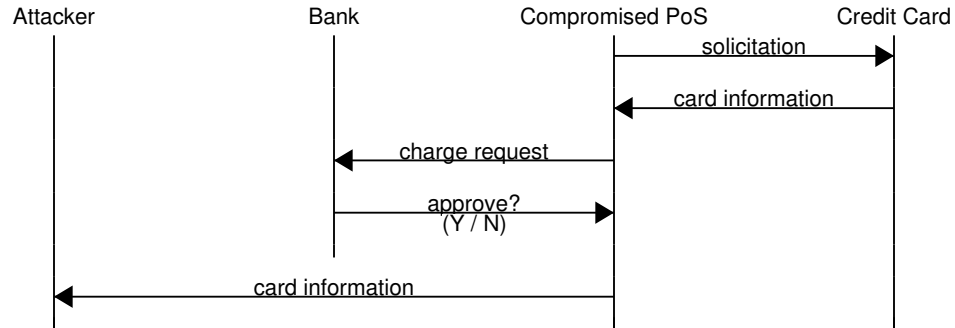 Attacker Bank Compromised PoS Credit Card
solicitation
card information
charge request
approve?
(Y / N)
card information